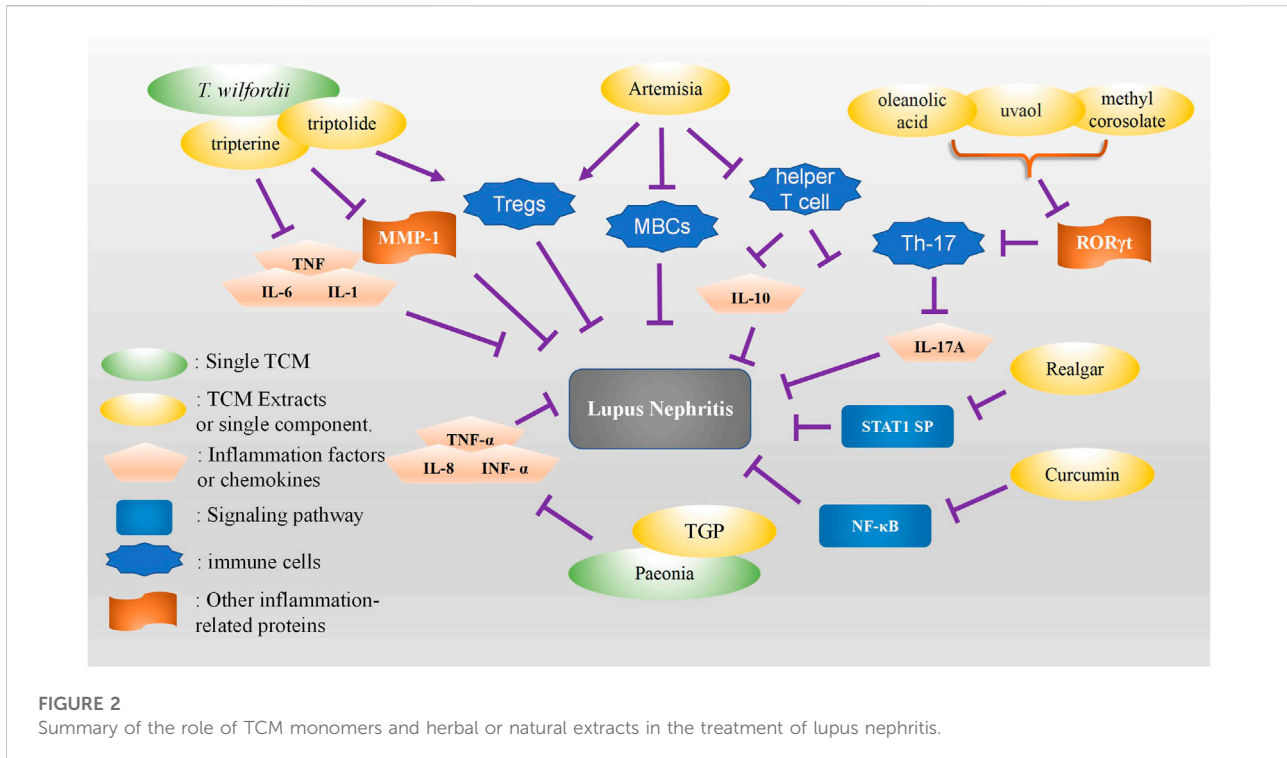 T. wilfordii
triptolide
tripterine
Artemisia
oleanolic
acid
uvaol
methyl
corosolate
Tregs
MBCs
helper
T cell
Th-17
RORγt
MMP-1
TNF
IL-6 IL-1
IL-10
IL-17A
Realgar
STAT1 SP
Curcumin
NF-κB
Lupus Nephritis
TNF-α
IL-8 INF- α
TGP
Paeonia
: Single TCM
: TCM Extracts
or single component.
: Inflammation factors
or chemokines
: Signaling pathway
: immune cells
: Other inflammation-
related proteins
FIGURE 2
Summary of the role of TCM monomers and herbal or natural extracts in the treatment of lupus nephritis.